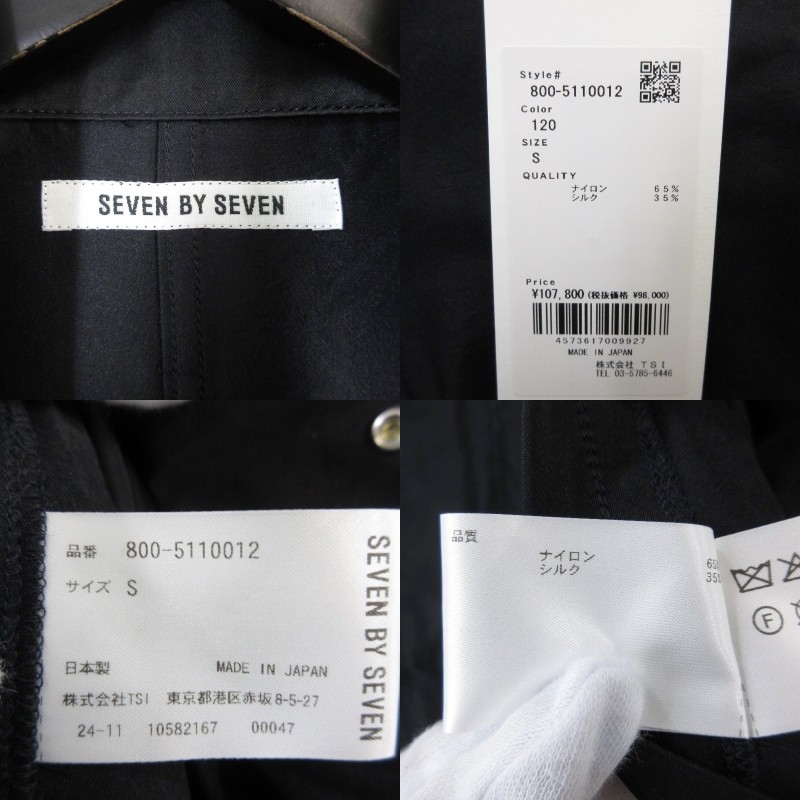 SEVEN BY SEVEN
Style#
800-5110012
Color
120
SIZE
S
QUALITY
ナイロン 65%
シルク 35%
Price
¥107,800 (税抜価格 ¥98,000)
4573617009927
MADE IN JAPAN
株式会社 TSI
TEL 03-5785-6446
品番 800-5110012
サイズ S
日本製 MADE IN JAPAN
株式会社TSI 東京都港区赤坂8-5-27
24-11 10582167 00047
SEVEN BY SEVEN
品質
ナイロン 65
シルク 35%
F